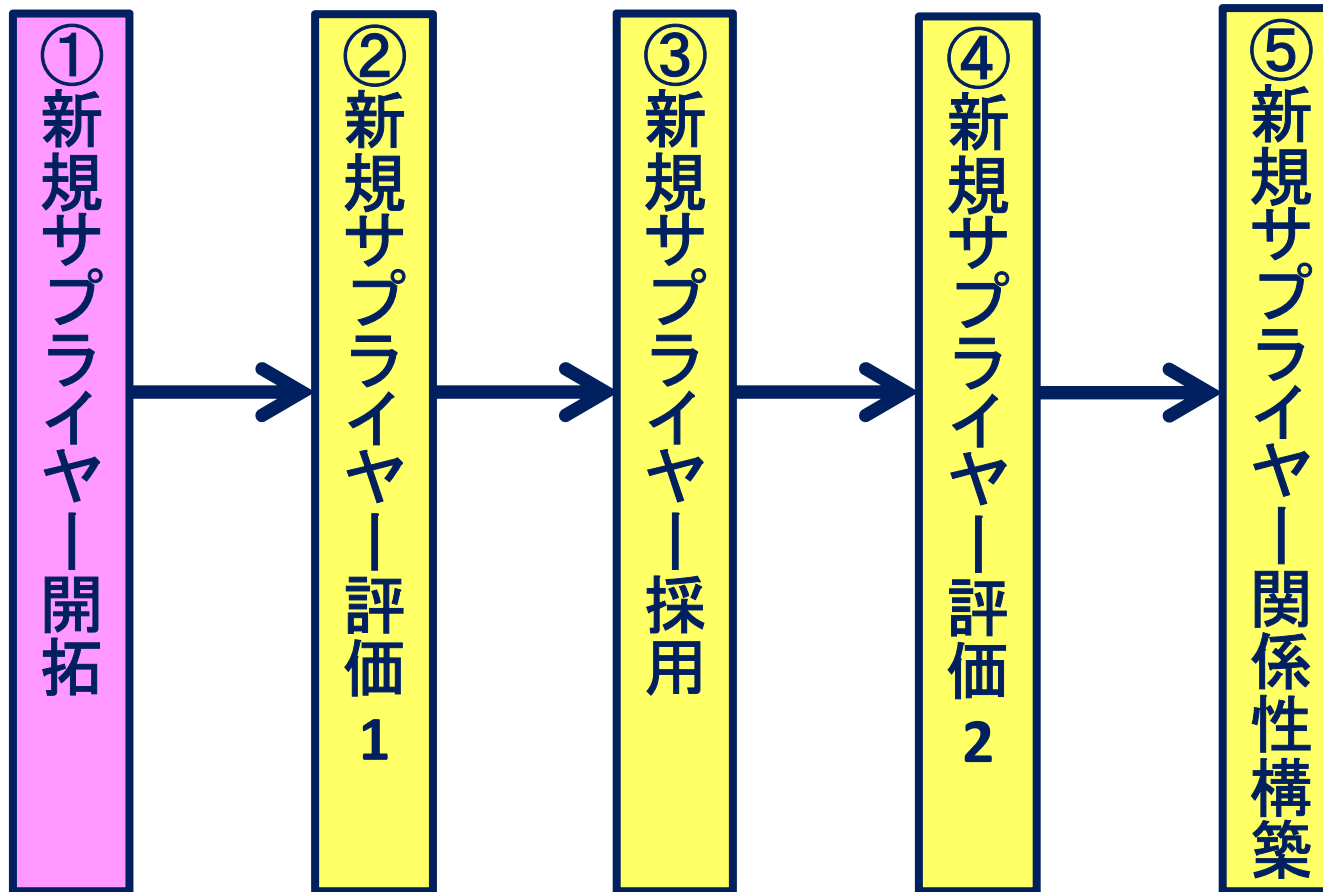 ①新規サプライヤー開拓
②新規サプライヤー評価1
③新規サプライヤー採用
④新規サプライヤー評価2
⑤新規サプライヤー関係性構築